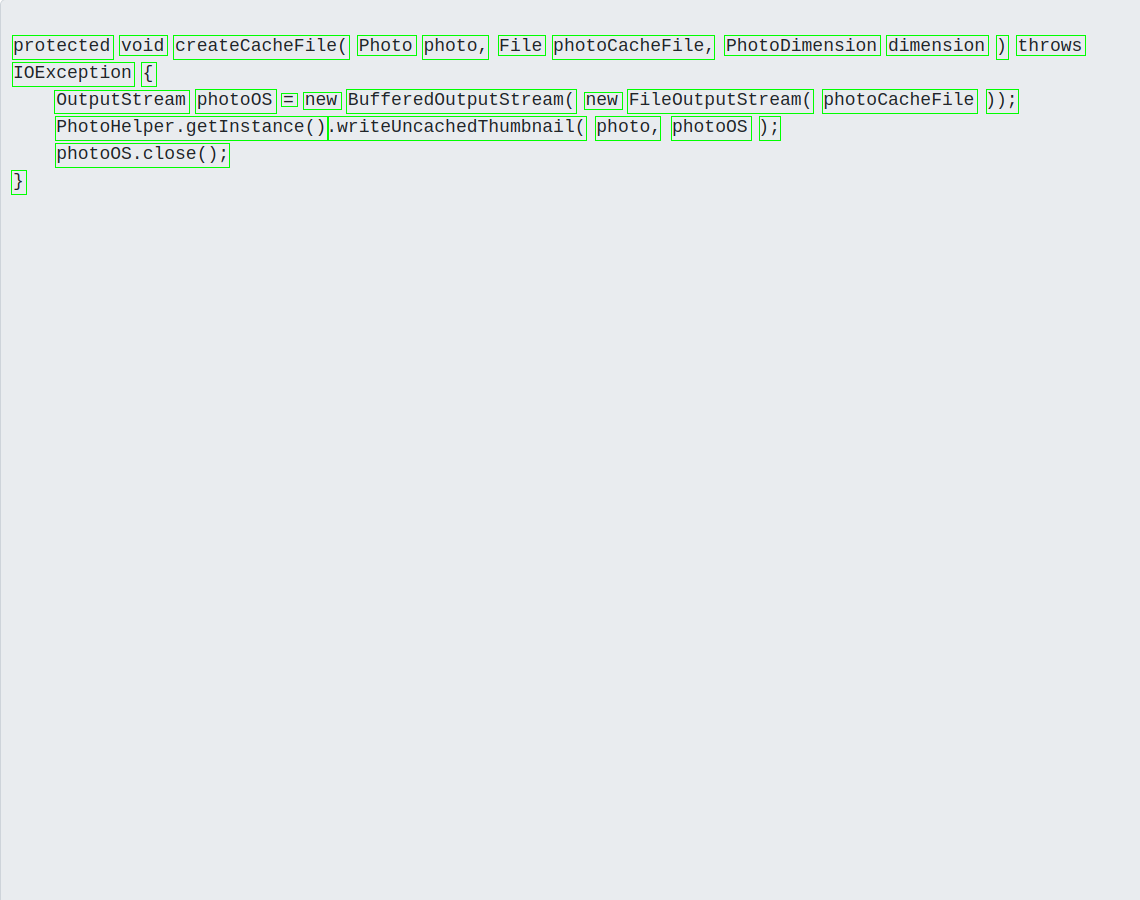 protected void createCacheFile( Photo photo, File photoCacheFile, PhotoDimension dimension ) throws
IOException {
    OutputStream photoOS = new BufferedOutputStream( new FileOutputStream( photoCacheFile ));
    PhotoHelper.getInstance().writeUncachedThumbnail( photo, photoOS );
    photoOS.close();
}